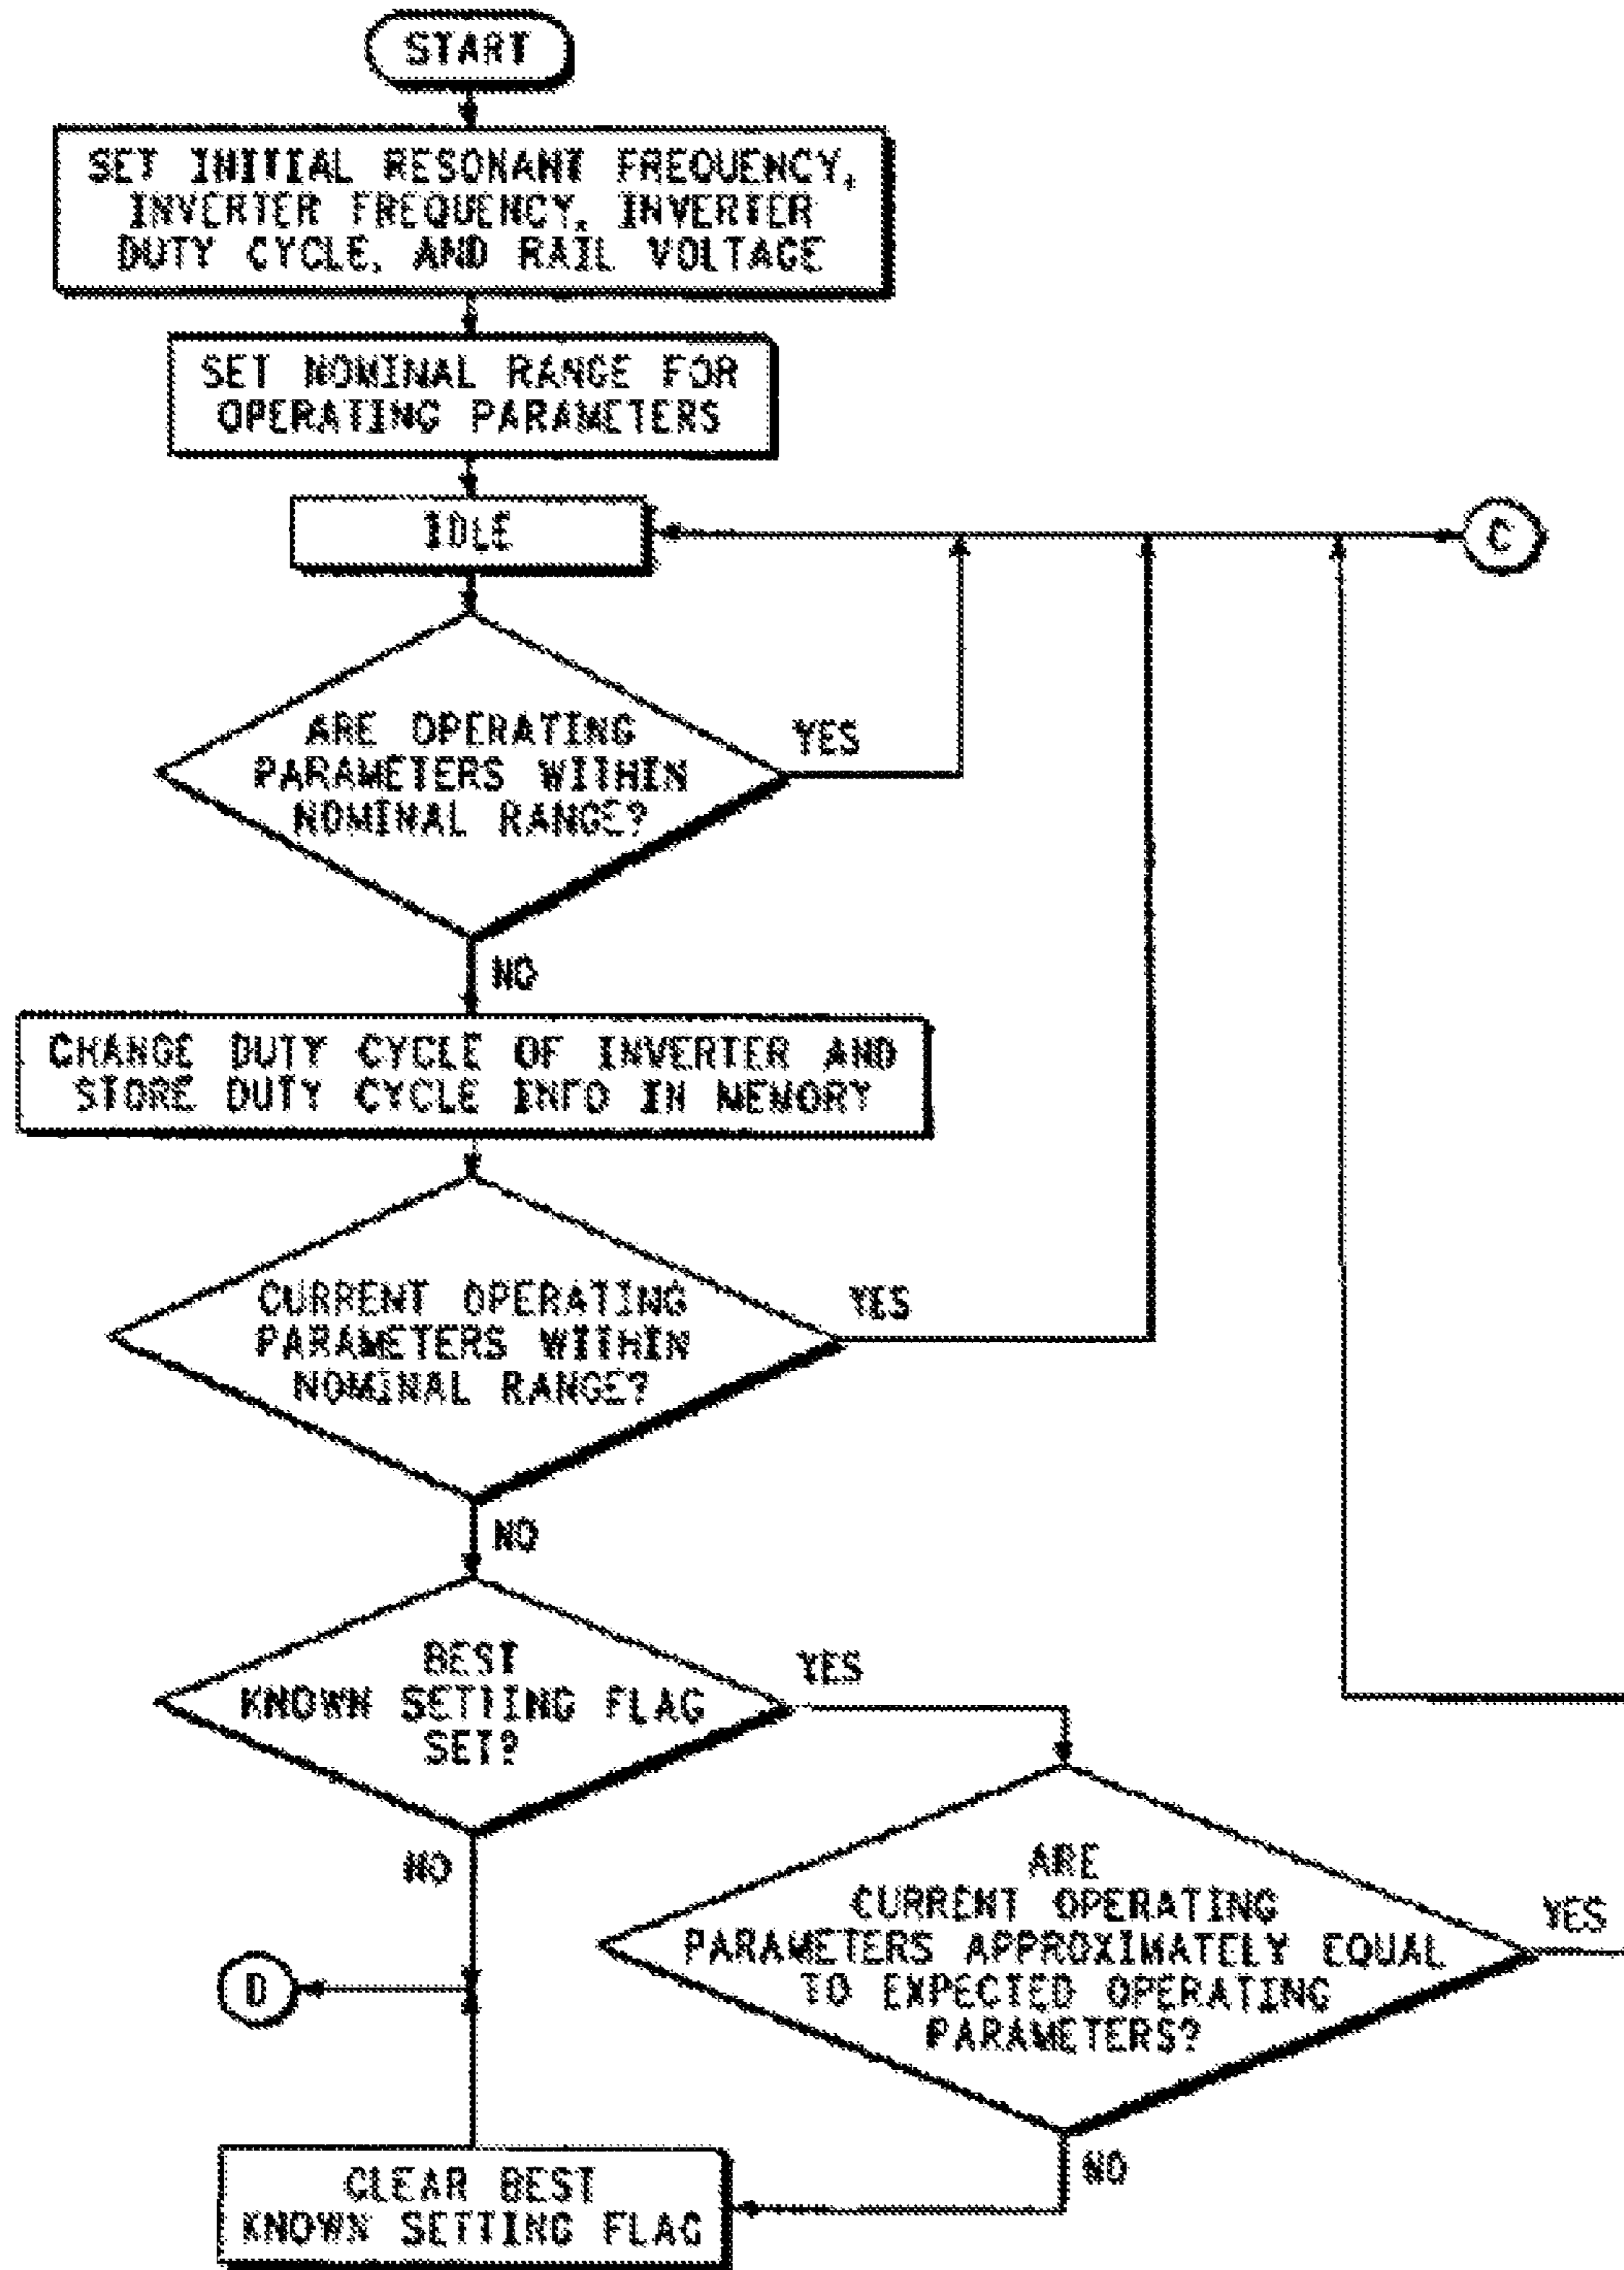 START
SET INITIAL RESONANT FREQUENCY,
INVERTER FREQUENCY, INVERTER
DUTY CYCLE, AND RAIL VOLTAGE
SET NOMINAL RANGE FOR
OPERATING PARAMETERS
IDLE
C
ARE OPERATING
PARAMETERS WITHIN
NOMINAL RANGE?
YES
NO
CHANGE DUTY CYCLE OF INVERTER AND
STORE DUTY CYCLE INFO IN MEMORY
CURRENT OPERATING
PARAMETERS WITHIN
NOMINAL RANGE?
YES
NO
BEST
KNOWN SETTING FLAG
SET?
YES
NO
ARE
CURRENT OPERATING
PARAMETERS APPROXIMATELY EQUAL
TO EXPECTED OPERATING
PARAMETERS?
YES
D
NO
CLEAR BEST
KNOWN SETTING FLAG